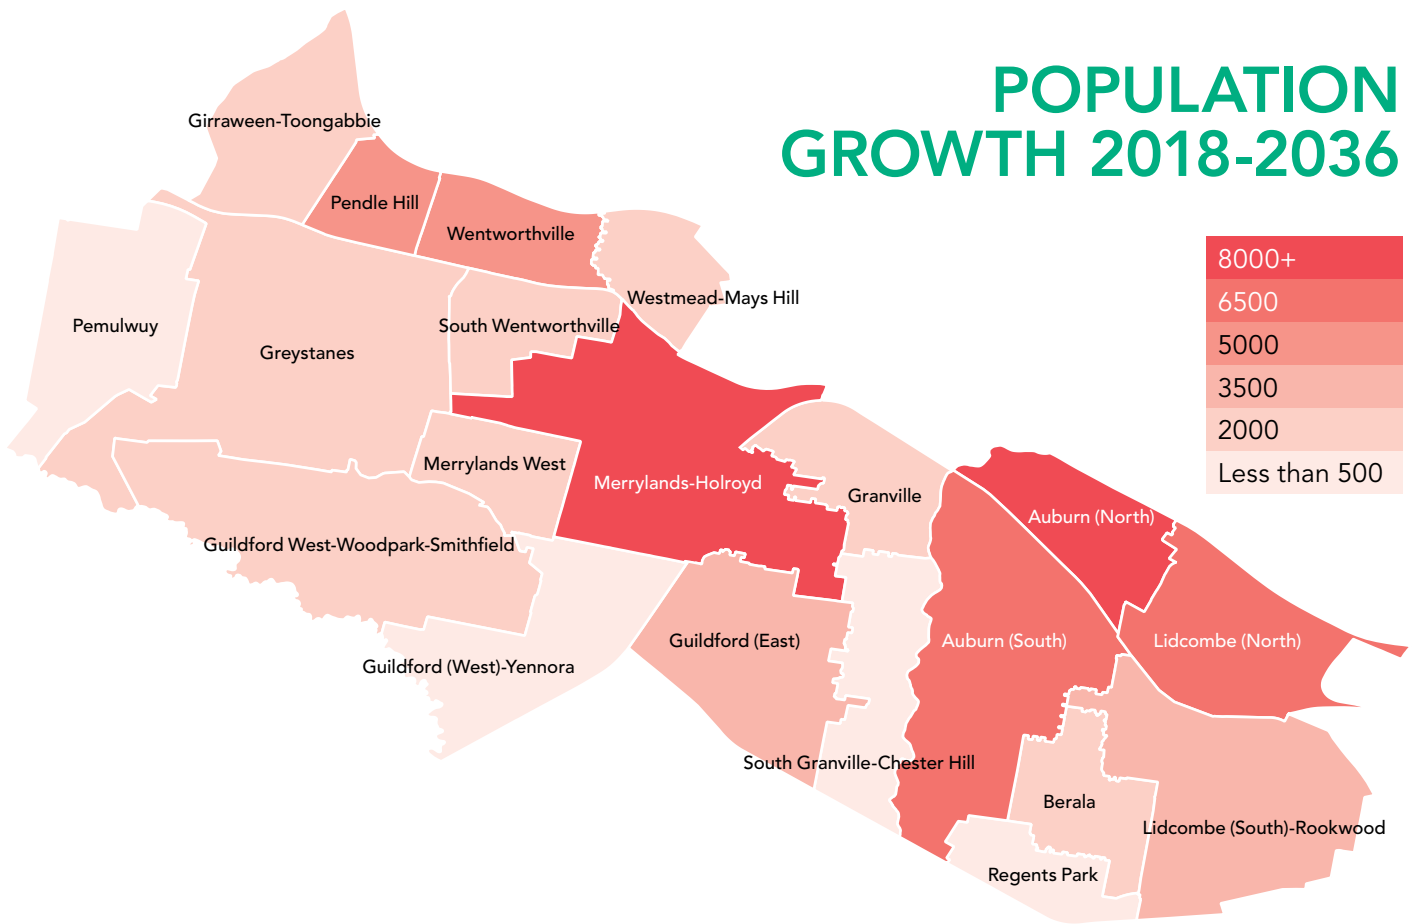 POPULATION
GROWTH 2018-2036
8000+
6500
5000
3500
2000
Less than 500
Girraween-Toongabbie
Pendle Hill
Wentworthville
Westmead-Mays Hill
Pemulwuy
South Wentworthville
Greystanes
Merrylands West
Merrylands-Holroyd
Granville
Auburn (North)
Guildford West-Woodpark-Smithfield
Guildford (East)
Auburn (South)
Lidcombe (North)
Guildford (West)-Yennora
South Granville-Chester Hill
Berala
Lidcombe (South)-Rookwood
Regents Park